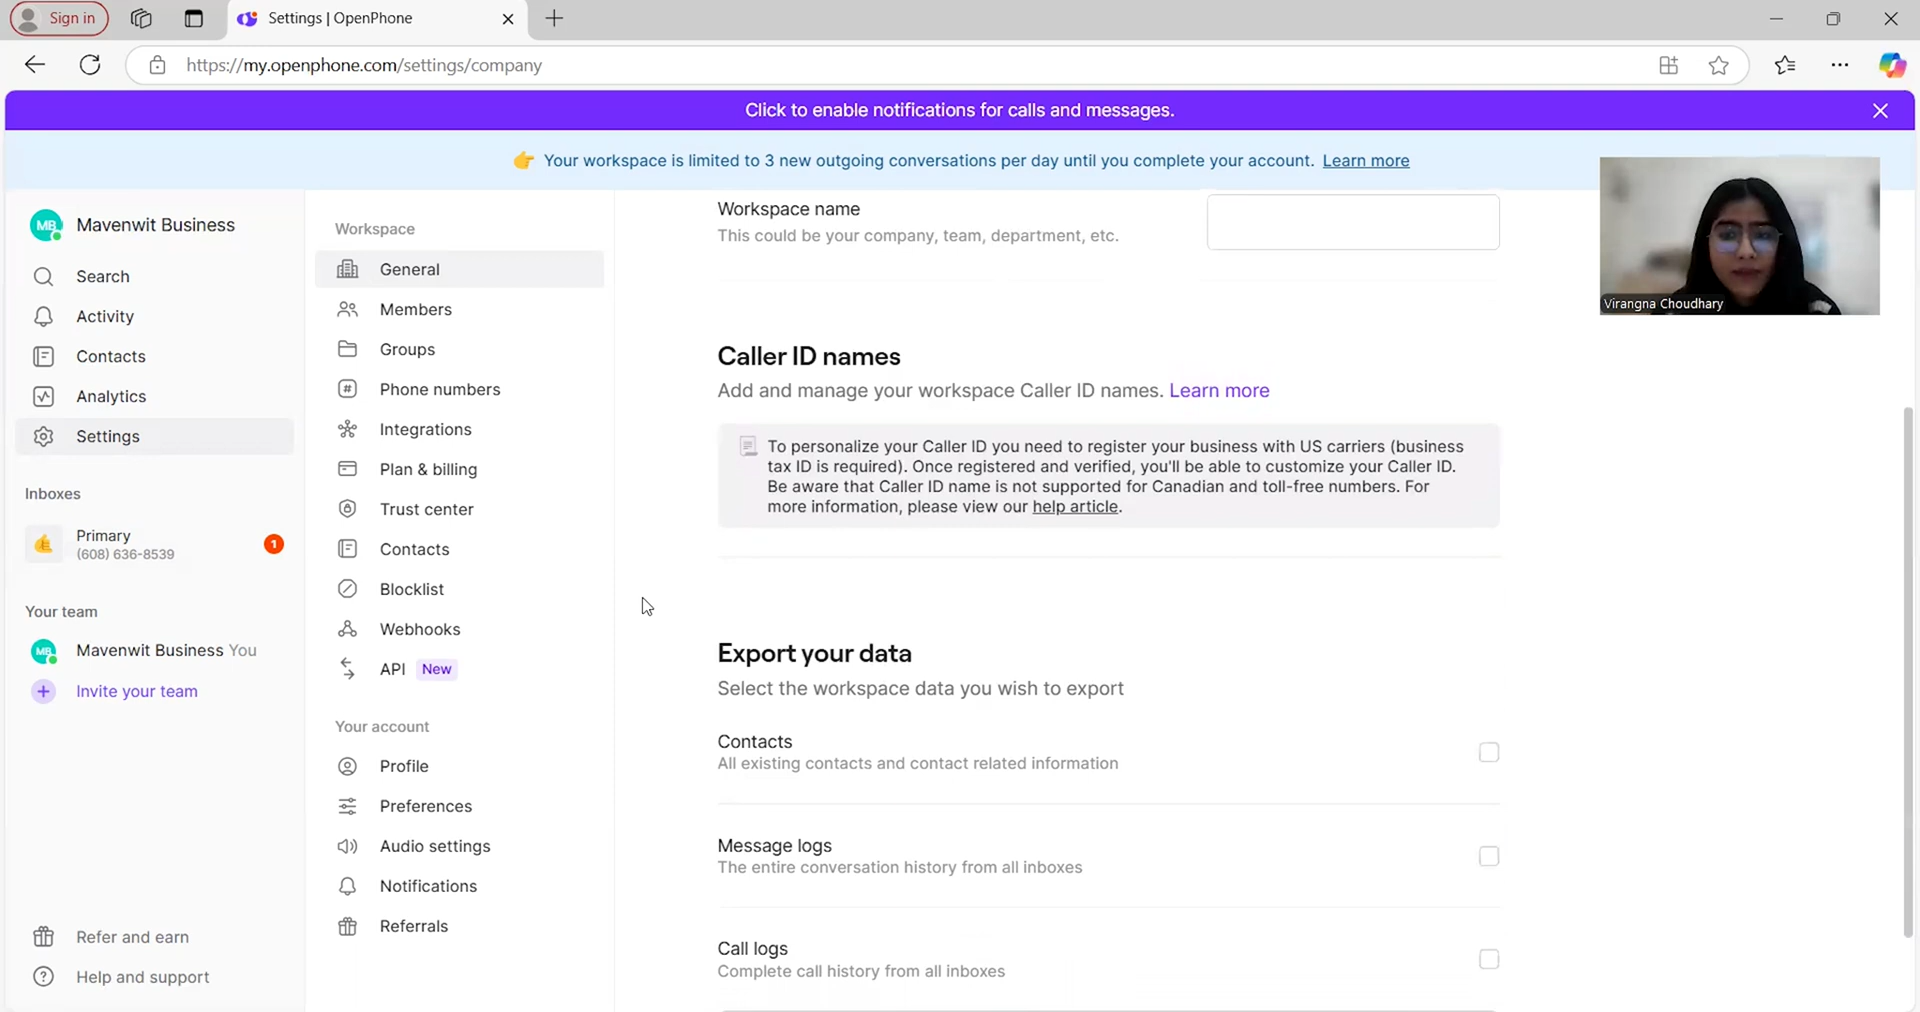 Sign in
Settings | OpenPhone
https://my.openphone.com/settings/company
Click to enable notifications for calls and messages.
👉 Your workspace is limited to 3 new outgoing conversations per day until you complete your account. Learn more
MB Mavenwit Business
Search
Activity
Contacts
Analytics
Settings
Inboxes
👍 Primary
(608) 636-8539
1
Your team
MB Mavenwit Business You
+ Invite your team
Refer and earn
Help and support
Workspace
General
Members
Groups
Phone numbers
Integrations
Plan & billing
Trust center
Contacts
Blocklist
Webhooks
API New
Your account
Profile
Preferences
Audio settings
Notifications
Referrals
Workspace name
This could be your company, team, department, etc.
Caller ID names
Add and manage your workspace Caller ID names. Learn more
To personalize your Caller ID you need to register your business with US carriers (business
tax ID is required). Once registered and verified, you'll be able to customize your Caller ID.
Be aware that Caller ID name is not supported for Canadian and toll-free numbers. For
more information, please view our help article.
Export your data
Select the workspace data you wish to export
Contacts
All existing contacts and contact related information
Message logs
The entire conversation history from all inboxes
Call logs
Complete call history from all inboxes
Virangna Choudhary